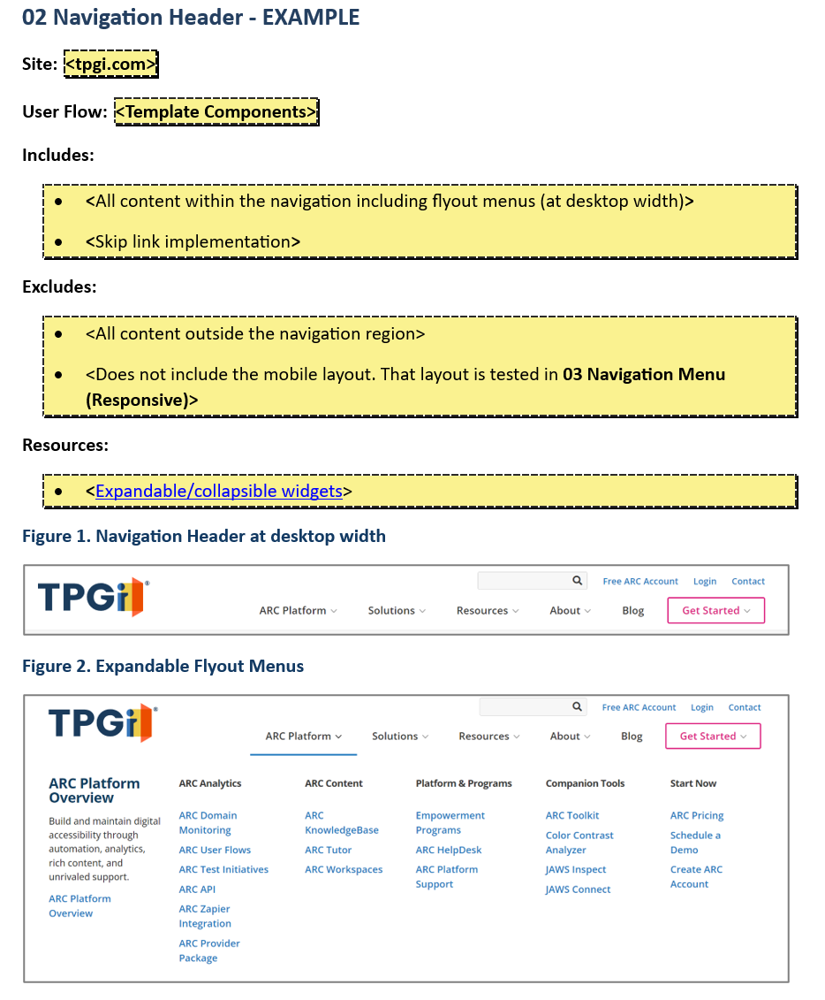 02 Navigation Header - EXAMPLE
Site: <tpgi.com>
User Flow: <Template Components>
Includes:
• <All content within the navigation including flyout menus (at desktop width)>
• <Skip link implementation>
Excludes:
• <All content outside the navigation region>
• <Does not include the mobile layout. That layout is tested in 03 Navigation Menu
(Responsive)>
Resources:
• <Expandable/collapsible widgets>
Figure 1. Navigation Header at desktop width
TPGi®
Free ARC Account Login Contact
ARC Platform Solutions Resources About Blog Get Started
Figure 2. Expandable Flyout Menus
TPGi®
Free ARC Account Login Contact
ARC Platform Solutions Resources About Blog Get Started
ARC Platform
Overview
Build and maintain digital
accessibility through
automation, analytics,
rich content, and
unrivaled support.
ARC Platform
Overview
ARC Analytics
ARC Domain
Monitoring
ARC User Flows
ARC Test Initiatives
ARC API
ARC Zapier
Integration
ARC Provider
Package
ARC Content
ARC
KnowledgeBase
ARC Tutor
ARC Workspaces
Platform & Programs
Empowerment
Programs
ARC HelpDesk
ARC Platform
Support
Companion Tools
ARC Toolkit
Color Contrast
Analyzer
JAWS Inspect
JAWS Connect
Start Now
ARC Pricing
Schedule a
Demo
Create ARC
Account